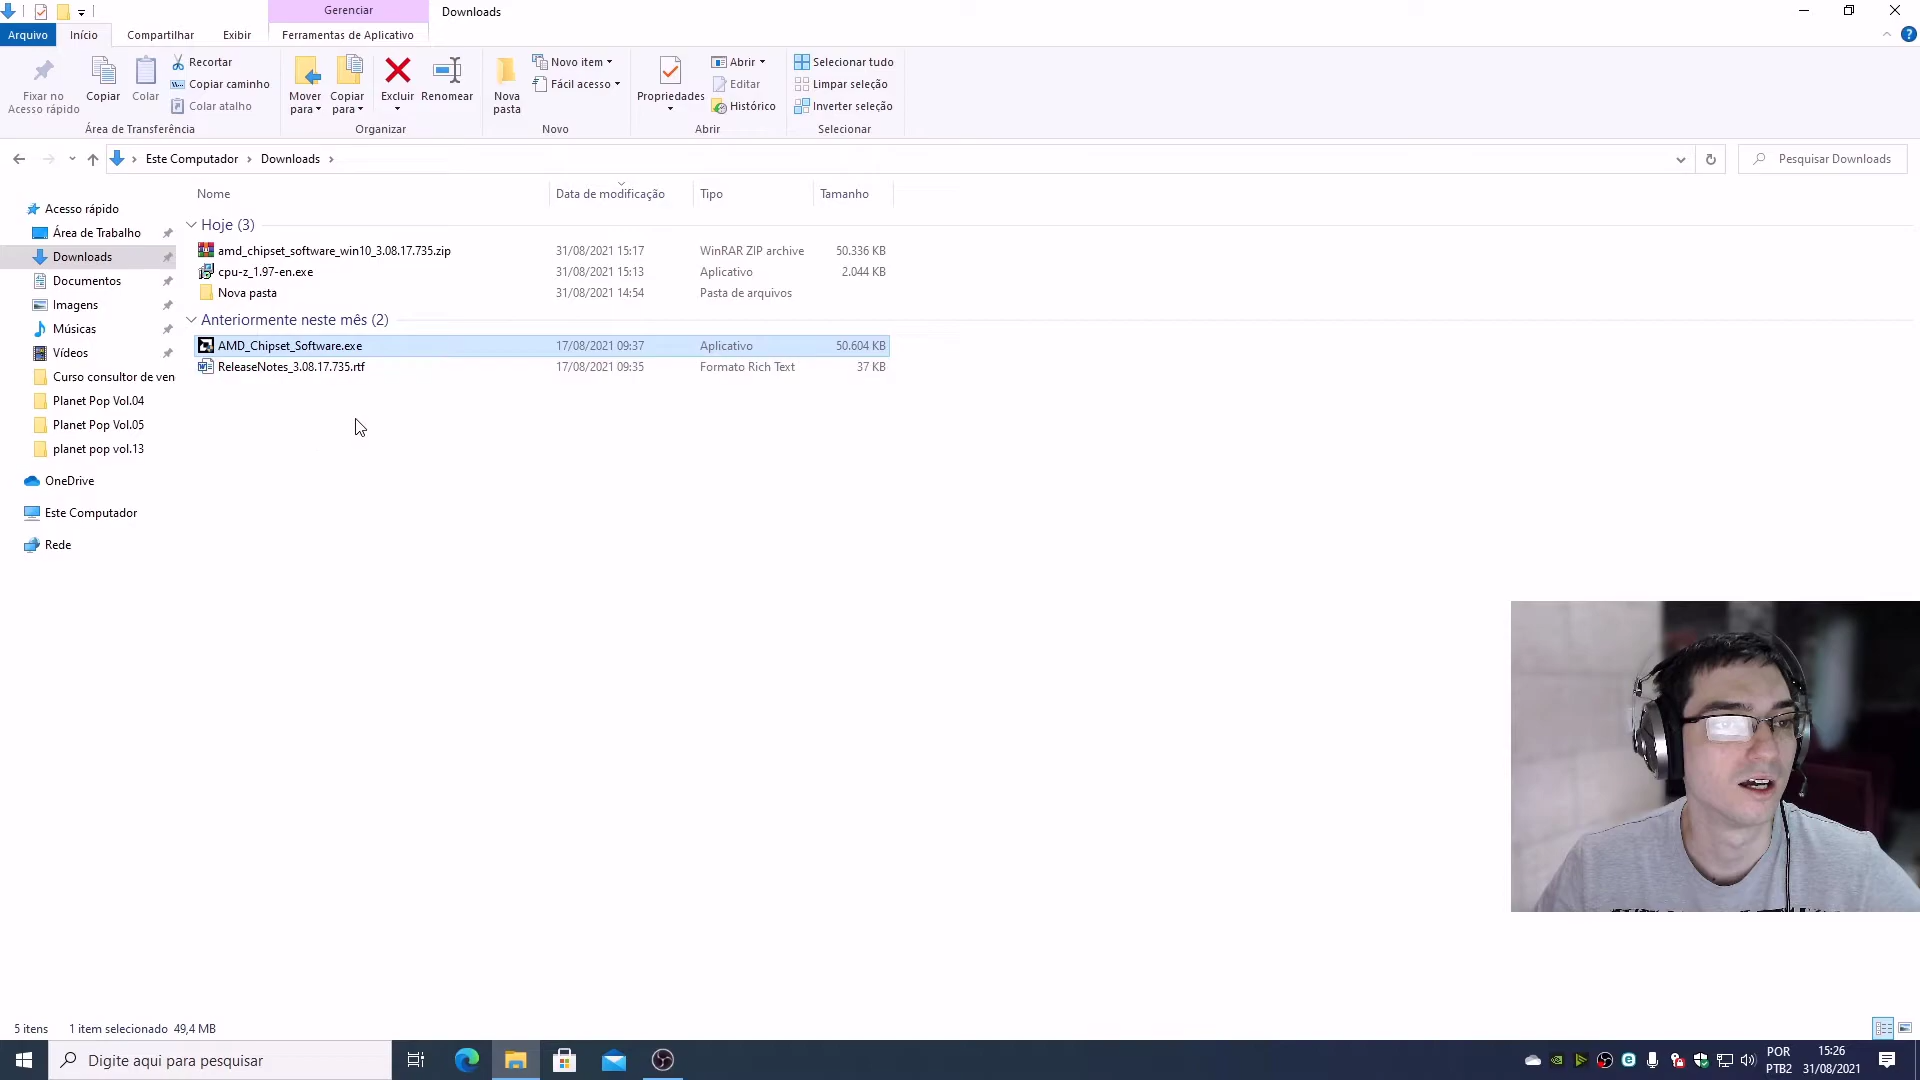 Gerenciar
Downloads
Arquivo
Início
Compartilhar
Exibir
Ferramentas de Aplicativo
Fixar no
Acesso rápido
Copiar
Colar
Recortar
Copiar caminho
Colar atalho
Área de Transferência
Mover
para
Copiar
para
Excluir
Renomear
Organizar
Nova
pasta
Novo item
Fácil acesso
Novo
Propriedades
Abrir
Editar
Histórico
Abrir
Selecionar tudo
Limpar seleção
Inverter seleção
Selecionar
Este Computador > Downloads >
Pesquisar Downloads
Nome
Data de modificação
Tipo
Tamanho
Acesso rápido
Área de Trabalho
Downloads
Documentos
Imagens
Músicas
Vídeos
Curso consultor de ven
Planet Pop Vol.04
Planet Pop Vol.05
planet pop vol.13
OneDrive
Este Computador
Rede
Hoje (3)
amd_chipset_software_win10_3.08.17.735.zip 31/08/2021 15:17 WinRAR ZIP archive 50.336 KB
cpu-z_1.97-en.exe 31/08/2021 15:13 Aplicativo 2.044 KB
Nova pasta 31/08/2021 14:54 Pasta de arquivos
Anteriormente neste mês (2)
AMD_Chipset_Software.exe 17/08/2021 09:37 Aplicativo 50.604 KB
ReleaseNotes_3.08.17.735.rtf 17/08/2021 09:35 Formato Rich Text 37 KB
5 itens 1 item selecionado 49,4 MB
Digite aqui para pesquisar
POR
PTB2
15:26
31/08/2021